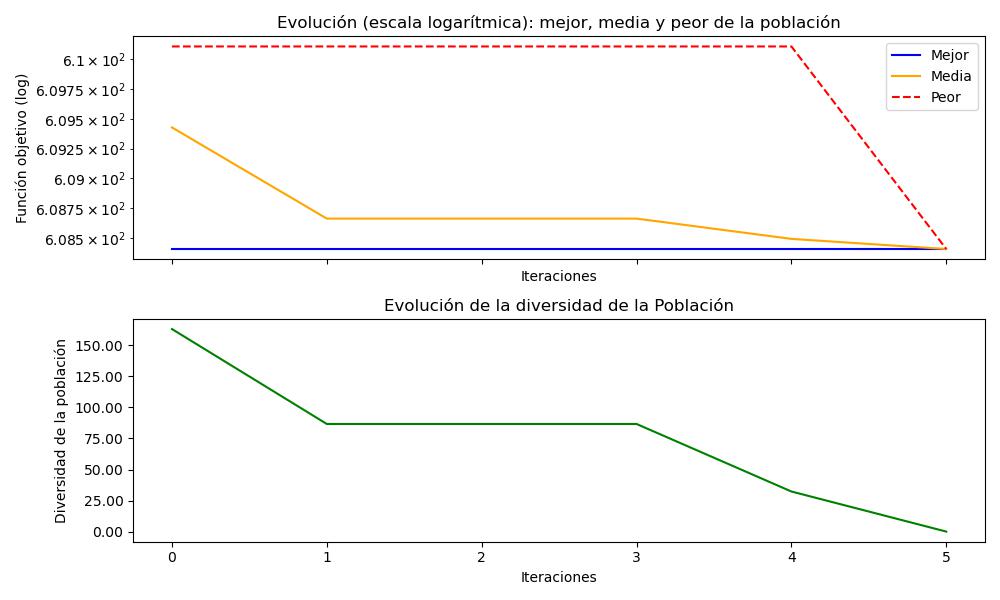 Evolución (escala logarítmica): mejor, media y peor de la población
Función objetivo (log)
6.1 × 10²
6.0975 × 10²
6.095 × 10²
6.0925 × 10²
6.09 × 10²
6.0875 × 10²
6.085 × 10²
Mejor
Media
Peor
Iteraciones
Evolución de la diversidad de la Población
Diversidad de la población
150.00
125.00
100.00
75.00
50.00
25.00
0.00
0 1 2 3 4 5
Iteraciones